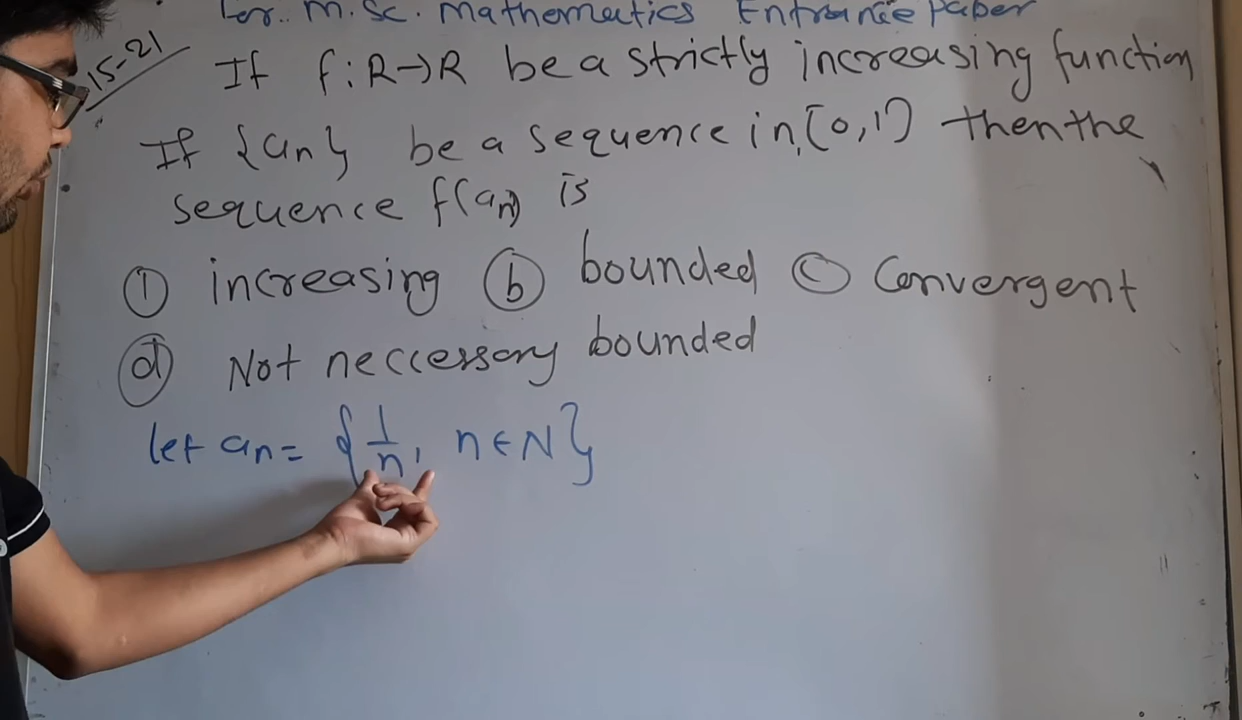 For.. M.Sc. Mathematics Entrance Paper
15-21
If f:R→R be a strictly increasing function
If {an} be a sequence in [0,1] then the
sequence f(an) is
① increasing ⓑ bounded ⓒ Convergent
ⓓ Not neccessory bounded
let an = {1/n, n∈N}